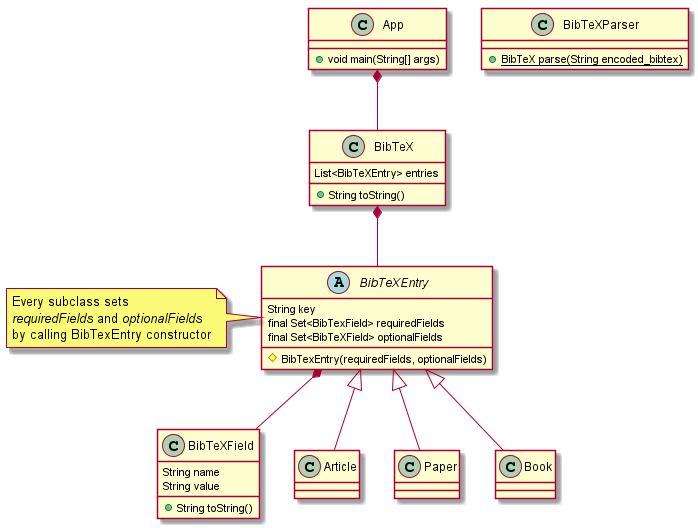 C App
void main(String[] args)
C BibTeXParser
BibTeX parse(String encoded_bibtex)
C BibTeX
List<BibTeXEntry> entries
String toString()
A BibTeXEntry
String key
final Set<BibTexField> requiredFields
final Set<BibTeXField> optionalFields
BibTexEntry(requiredFields, optionalFields)
Every subclass sets
requiredFields and optionalFields
by calling BibTexEntry constructor
C BibTeXField
String name
String value
String toString()
C Article
C Paper
C Book